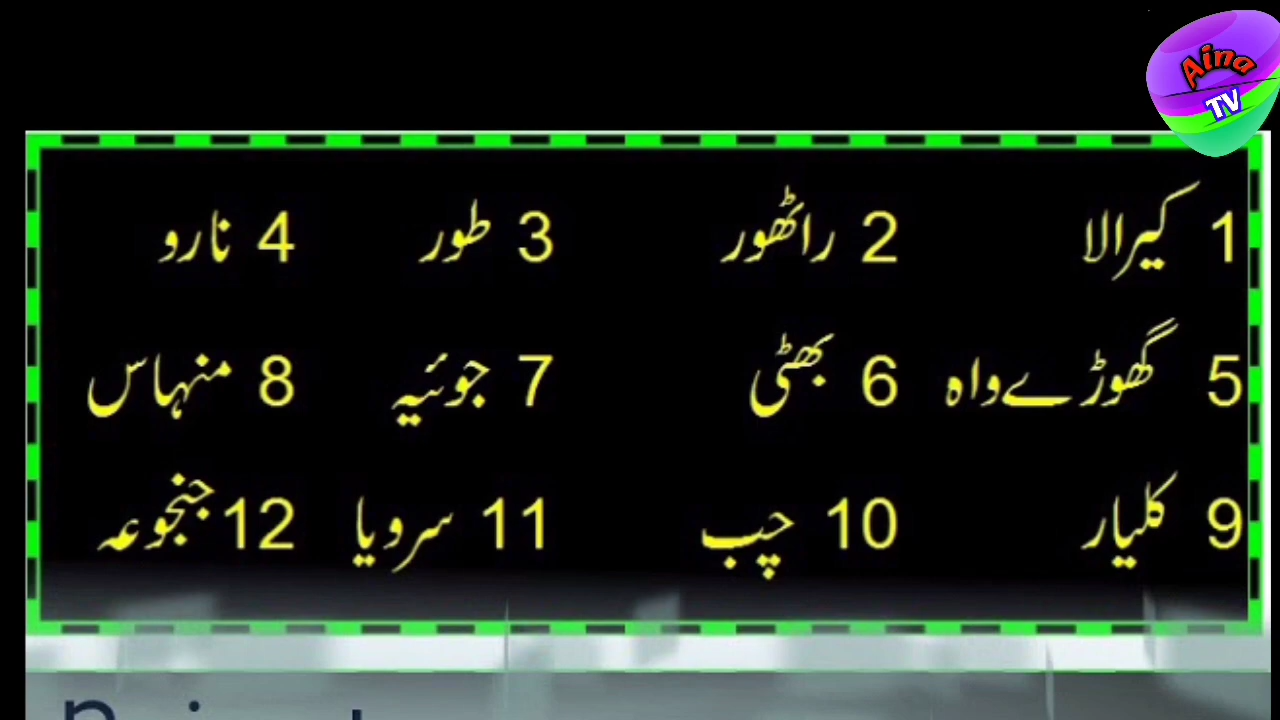 Aina
TV
1 کیرالا 2 راٹھور 3 طور 4 نارو
5 گھوڑے واہ 6 بھٹی 7 جوئیہ 8 منہاس
9 کلیار 10 چب 11 سرویا 12 جنجوعہ